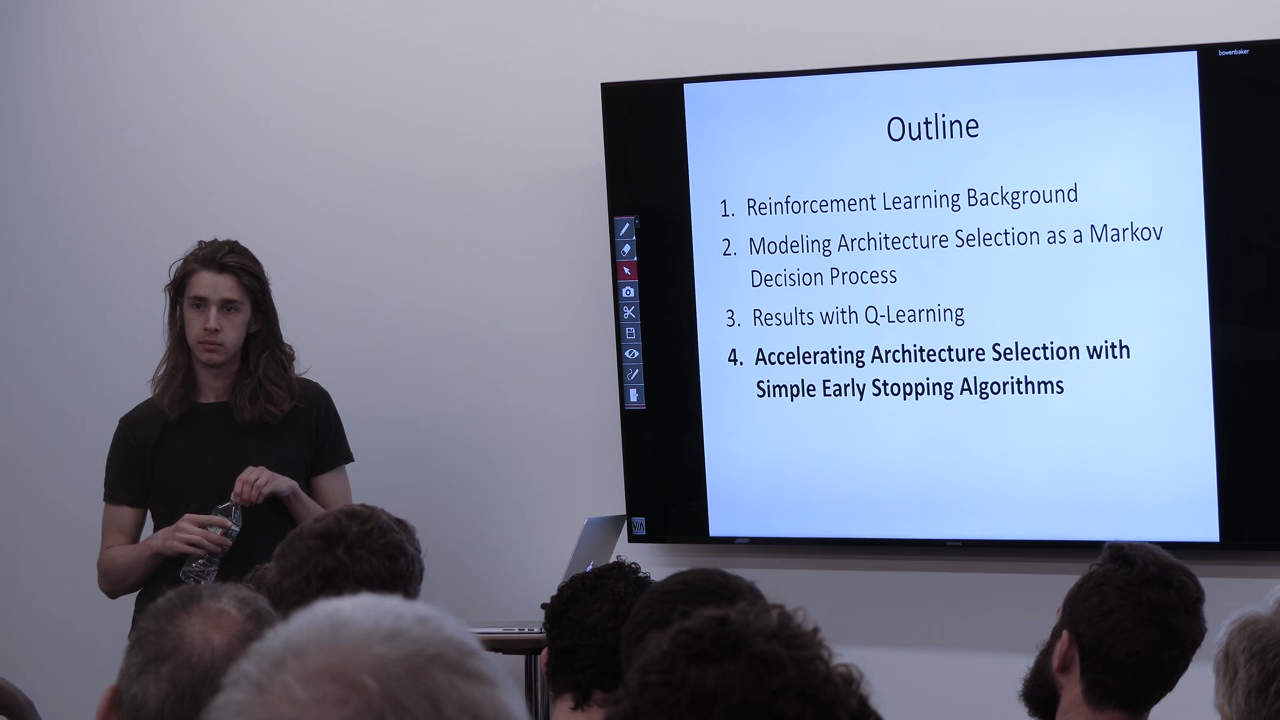 bowenbaker
Outline
1. Reinforcement Learning Background
2. Modeling Architecture Selection as a Markov
Decision Process
3. Results with Q-Learning
4. Accelerating Architecture Selection with
Simple Early Stopping Algorithms
VIA